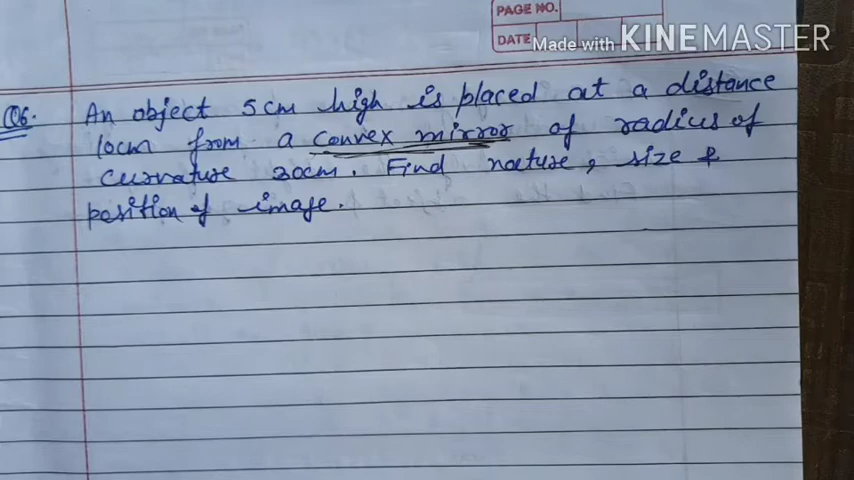 PAGE NO.
DATE
Made with KINEMASTER
Q6. An object 5cm high is placed at a distance
10cm from a convex mirror of radius of
curvature 30cm. Find nature, size &
position of image.